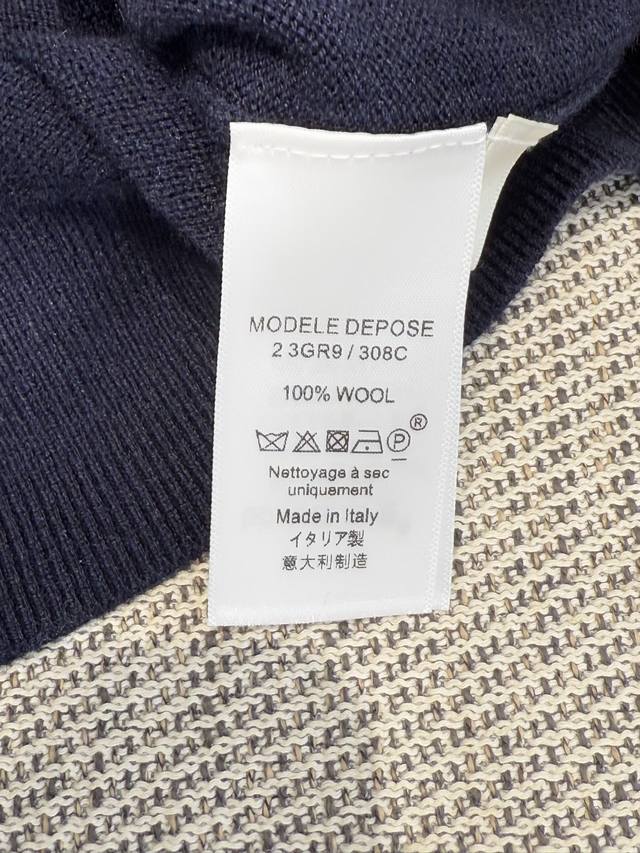 MODELE DEPOSE
2 3GR9 / 308C
100% WOOL
P ®
Nettoyage à sec
uniquement
Made in Italy
イタリア製
意大利制造